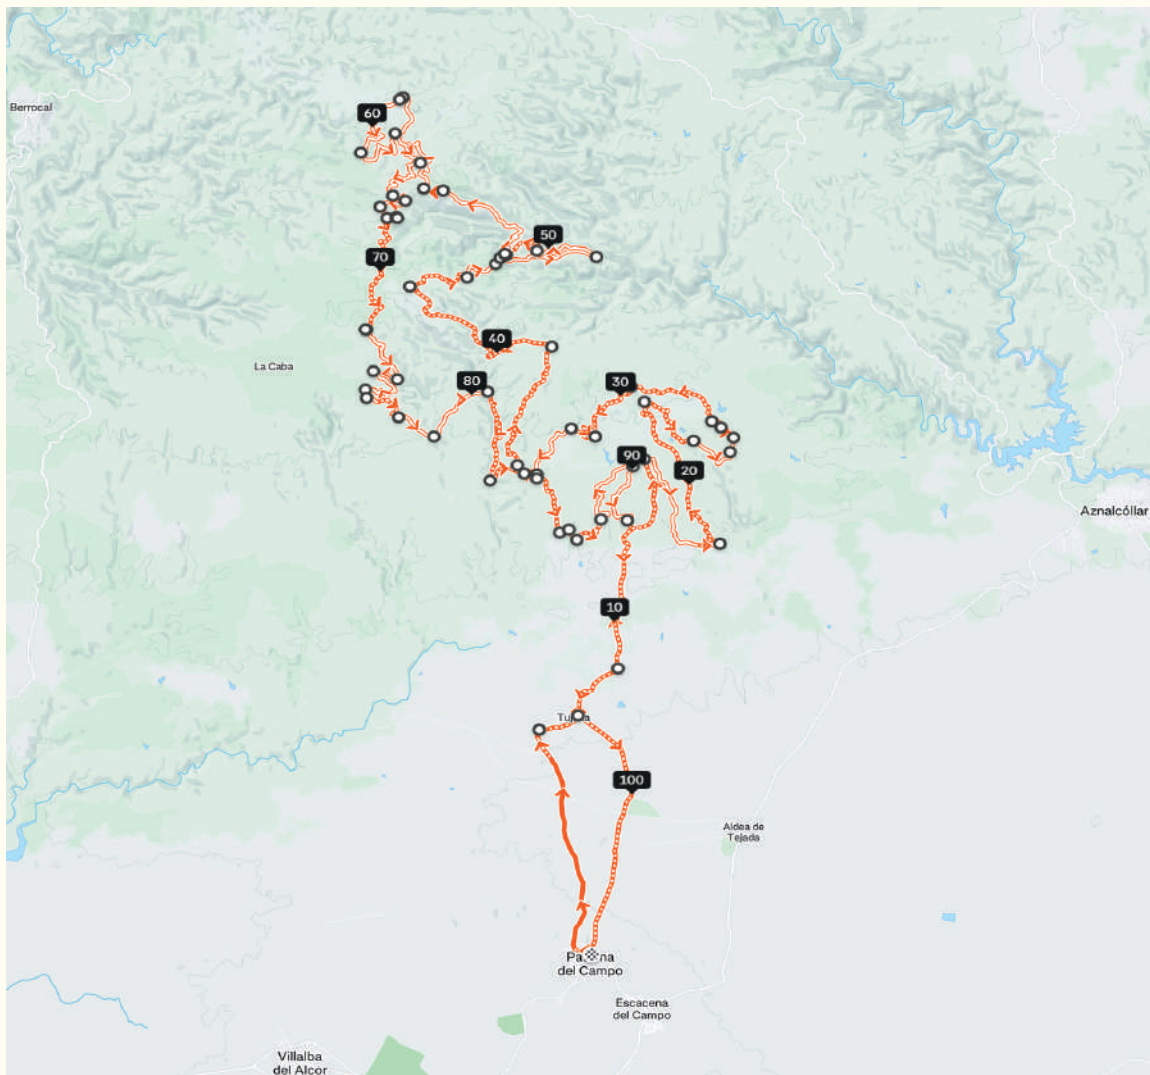 60
Berrocal
50
70
40
La Caba
80
30
90
20
Aznalcóllar
10
100
Aldea de
Tejada
del Campo
Escacena
del Campo
Villalba
del Alcor